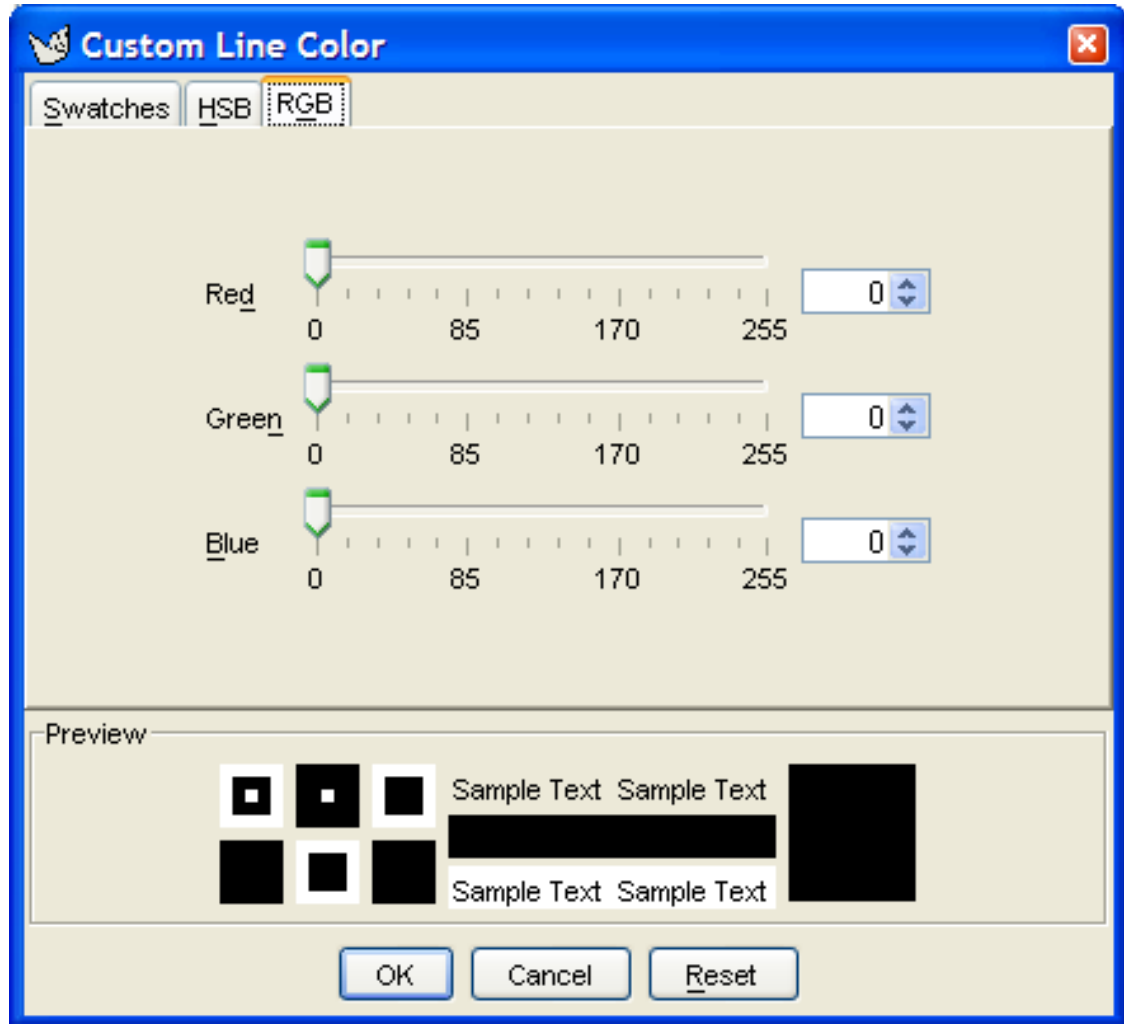 Custom Line Color
Swatches HSB RGB
Red 0
0 85 170 255
Green 0
0 85 170 255
Blue 0
0 85 170 255
Preview
Sample Text Sample Text
Sample Text Sample Text
OK Cancel Reset